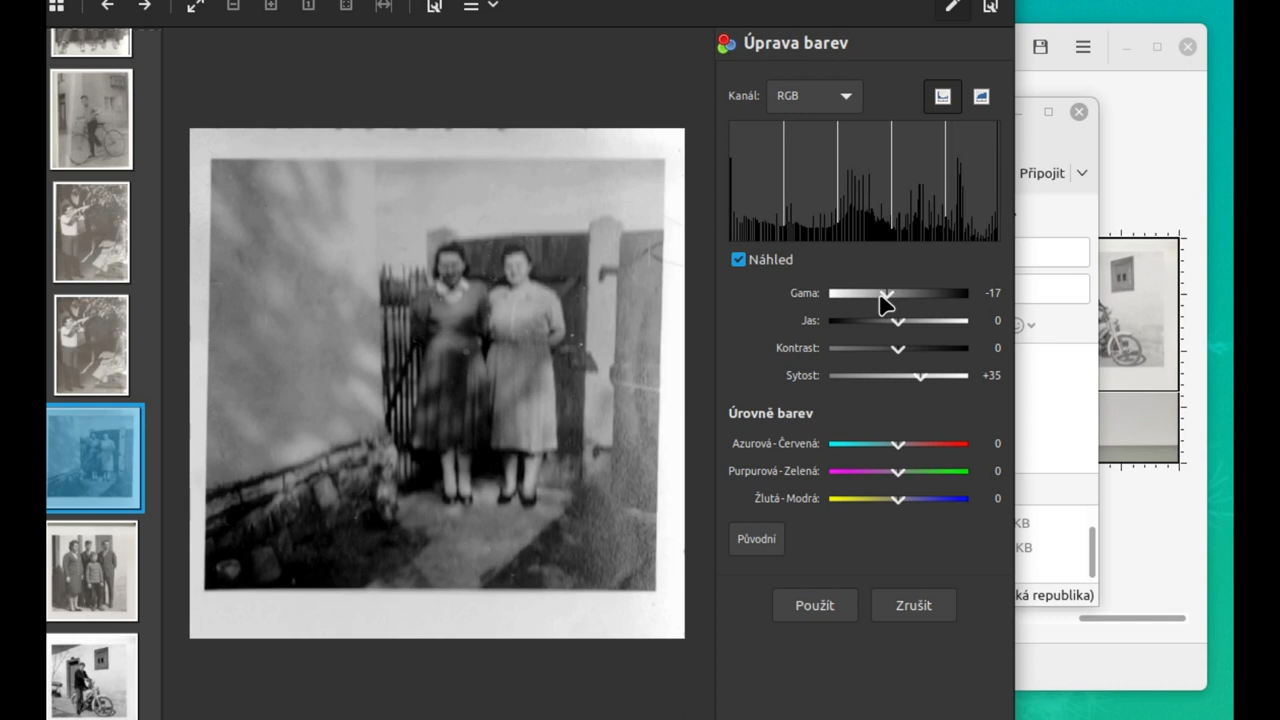 Úprava barev
Kanál: RGB
Náhled
Gama: -17
Jas: 0
Kontrast: 0
Sytost: +35
Úrovně barev
Azurová-Červená: 0
Purpurová-Zelená: 0
Žlutá-Modrá: 0
Původní
Použít Zrušit
Připojit
KB
KB
ká republika)